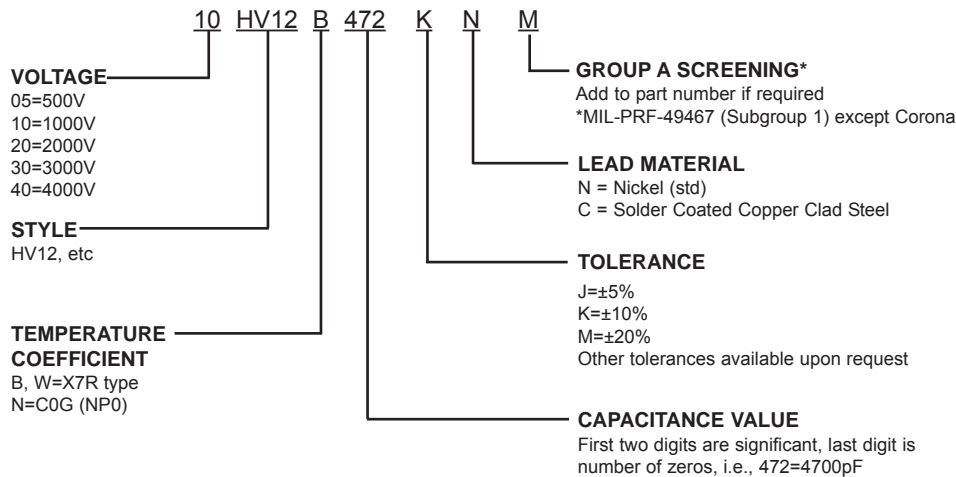 10 HV12 B 472 K N M
VOLTAGE
05=500V
10=1000V
20=2000V
30=3000V
40=4000V
STYLE
HV12, etc
TEMPERATURE
COEFFICIENT
B, W=X7R type
N=C0G (NP0)
GROUP A SCREENING*
Add to part number if required
*MIL-PRF-49467 (Subgroup 1) except Corona
LEAD MATERIAL
N = Nickel (std)
C = Solder Coated Copper Clad Steel
TOLERANCE
J=±5%
K=±10%
M=±20%
Other tolerances available upon request
CAPACITANCE VALUE
First two digits are significant, last digit is
number of zeros, i.e., 472=4700pF